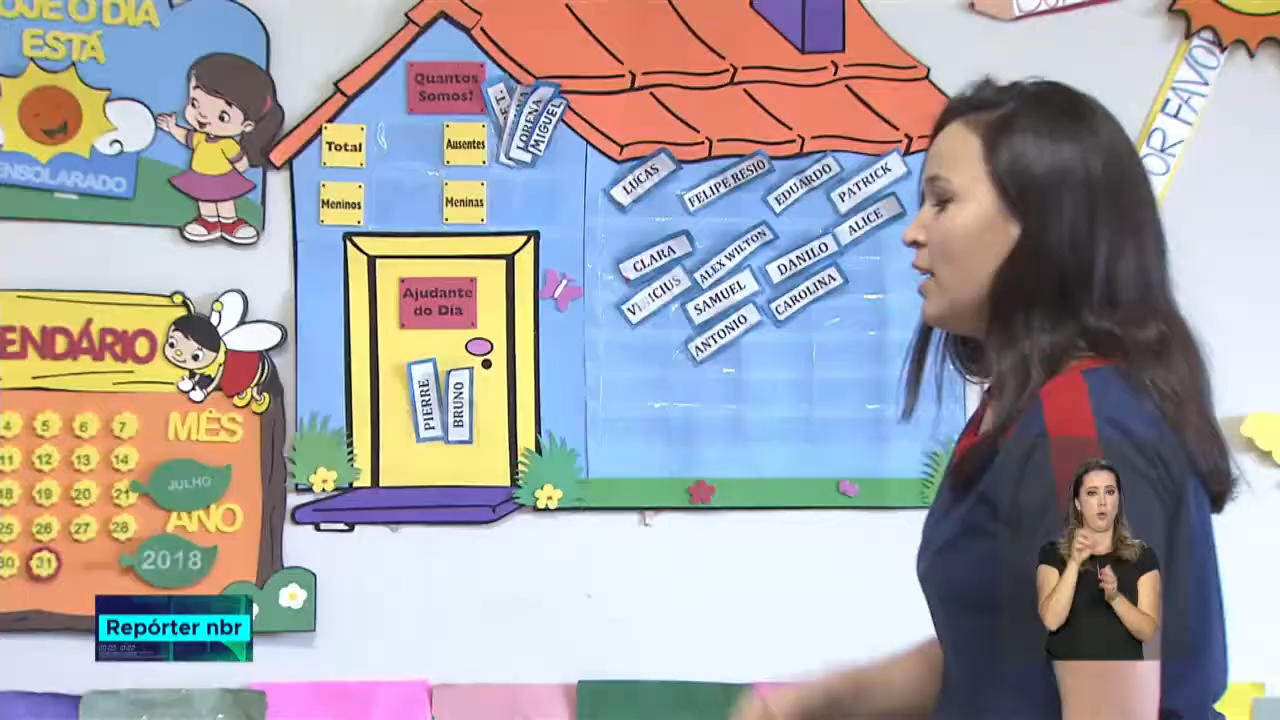 OJE O DIA
ESTÁ
ENSOLARADO
Quantos
Somos?
Total
Ausentes
Meninos
Meninas
LORENA
MIGUEL
LUCAS
FELIPE RESIO
EDUARDO
PATRICK
CLARA
ALEX WILTON
DANILO
ALICE
VINICIUS
SAMUEL
CAROLINA
ANTONIO
OR FAVOR
Ajudante
do Dia
PIERRE
BRUNO
ENDÁRIO
MÊS
JULHO
ANO
2018
4 5 6 7
11 12 13 14
18 19 20 21
25 26 27 28
30 31
Repórter nbr